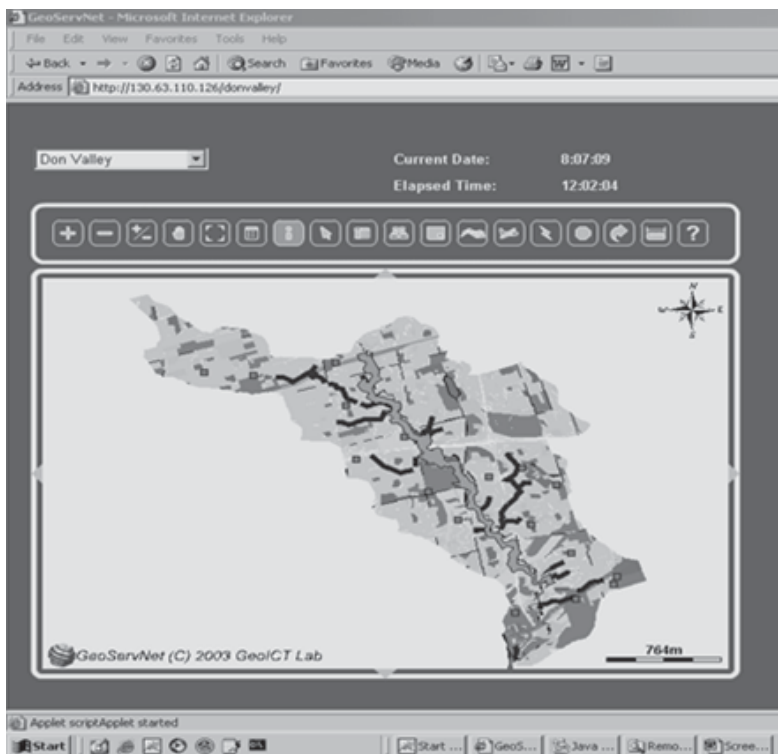 GeoServNet - Microsoft Internet Explorer
File Edit View Favorites Tools Help
Back Search Favorites Media
Address http://130.63.110.126/donvalley/
Don Valley
Current Date: 8:07:09
Elapsed Time: 12:02:04
?
N
W E
S
764m
GeoServNet (C) 2003 GeoICT Lab
Applet scriptApplet started
Start Start ... GeoS... Java ... Remo... Scree...